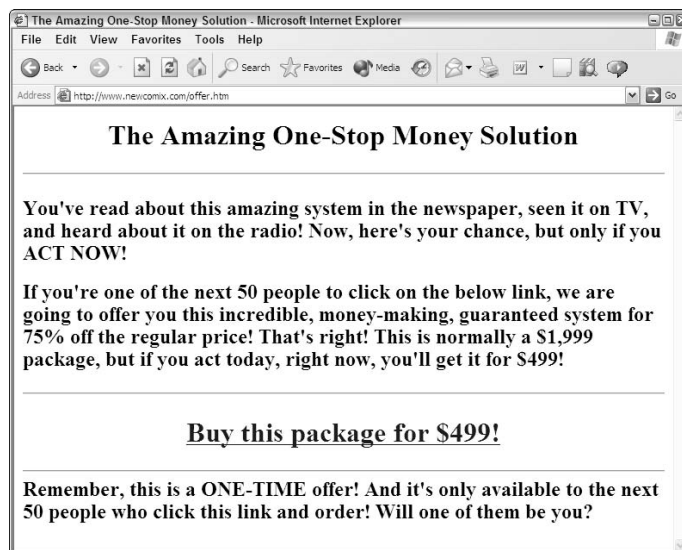 The Amazing One-Stop Money Solution - Microsoft Internet Explorer
File Edit View Favorites Tools Help
Back Search Favorites Media
Address http://www.newcomix.com/offer.htm Go
The Amazing One-Stop Money Solution
You've read about this amazing system in the newspaper, seen it on TV,
and heard about it on the radio! Now, here's your chance, but only if you
ACT NOW!
If you're one of the next 50 people to click on the below link, we are
going to offer you this incredible, money-making, guaranteed system for
75% off the regular price! That's right! This is normally a $1,999
package, but if you act today, right now, you'll get it for $499!
Buy this package for $499!
Remember, this is a ONE-TIME offer! And it's only available to the next
50 people who click this link and order! Will one of them be you?